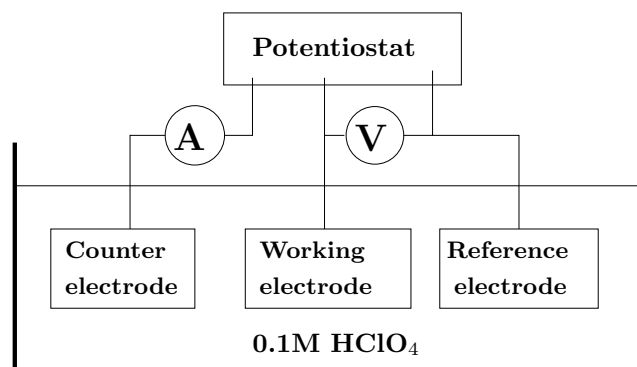 Potentiostat
A
V
Counter
electrode
Working
electrode
Reference
electrode
0.1M HClO₄